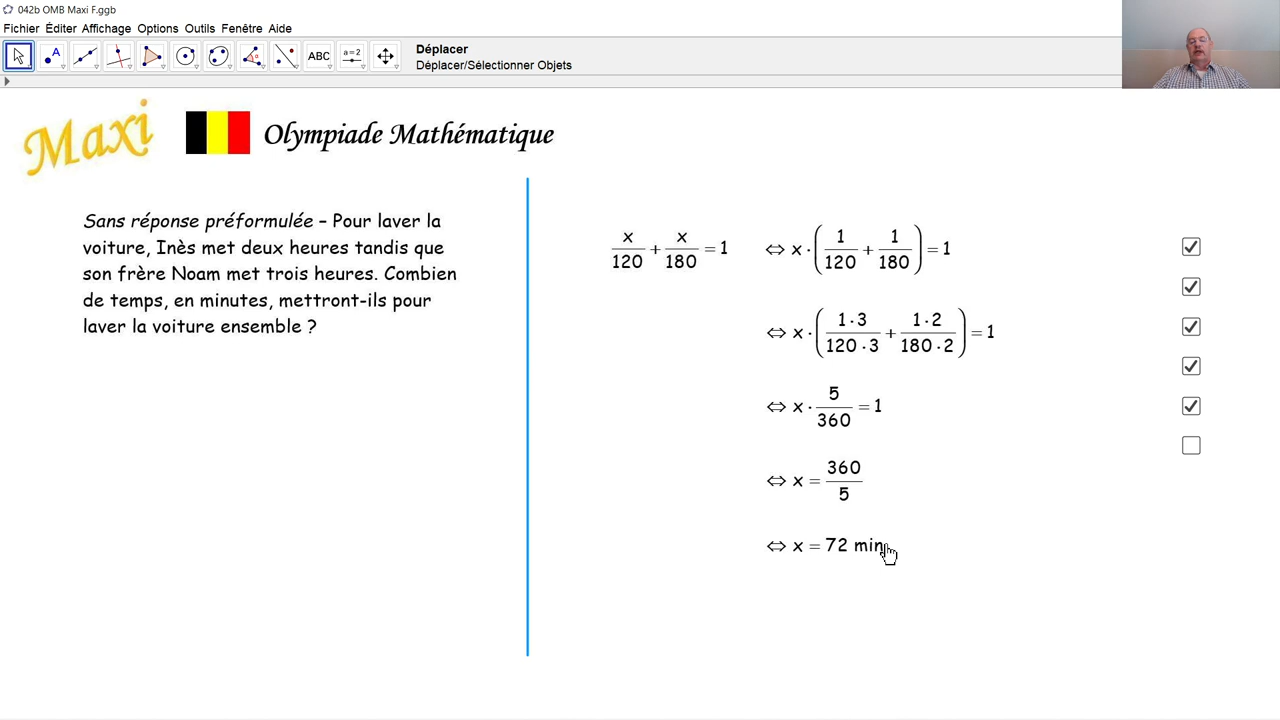 042b OMB Maxi F.ggb
Fichier Éditer Affichage Options Outils Fenêtre Aide
A
ABC
a=2
Déplacer
Déplacer/Sélectionner Objets
Maxi
Olympiade Mathématique
Sans réponse préformulée – Pour laver la
voiture, Inès met deux heures tandis que
son frère Noam met trois heures. Combien
de temps, en minutes, mettront-ils pour
laver la voiture ensemble ?
x/120 + x/180 = 1 ⇔ x · (1/120 + 1/180) = 1
⇔ x · (1·3/120·3 + 1·2/180·2) = 1
⇔ x · 5/360 = 1
⇔ x = 360/5
⇔ x = 72 min